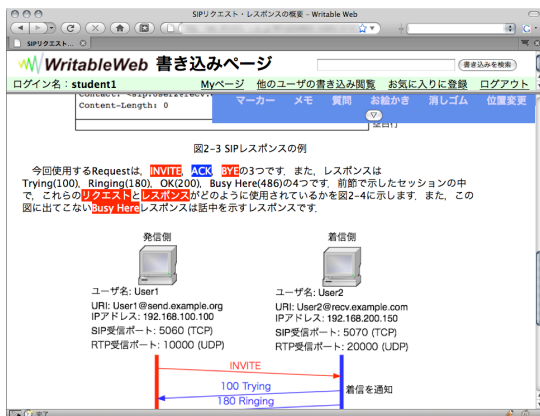 SIPリクエスト・レスポンスの概要 - Writable Web
SIPリクエスト...
WritableWeb 書き込みページ
書き込みを検索
ログイン名：student1 Myページ 他のユーザの書き込み閲覧 お気に入りに登録 ログアウト
マーカー メモ 質問 お絵かき 消しゴム 位置変更
Content-Length: 0
空白行
図2-3 SIPレスポンスの例
今回使用するRequestは，INVITE，ACK，BYEの3つです．また，レスポンスは
Trying(100)，Ringing(180)，OK(200)，Busy Here(486)の4つです．前節で示したセッションの中
で，これらのリクエストとレスポンスがどのように使用されているかを図2-4に示します．また，この
図に出てこないBusy Hereレスポンスは話中を示すレスポンスです．
発信側 着信側
ユーザ名: User1 ユーザ名: User2
URI: User1@send.example.org URI: User2@recv.example.com
IPアドレス: 192.168.100.100 IPアドレス: 192.168.200.150
SIP受信ポート: 5060 (TCP) SIP受信ポート: 5070 (TCP)
RTP受信ポート: 10000 (UDP) RTP受信ポート: 20000 (UDP)
INVITE
100 Trying
着信を通知
180 Ringing
完了